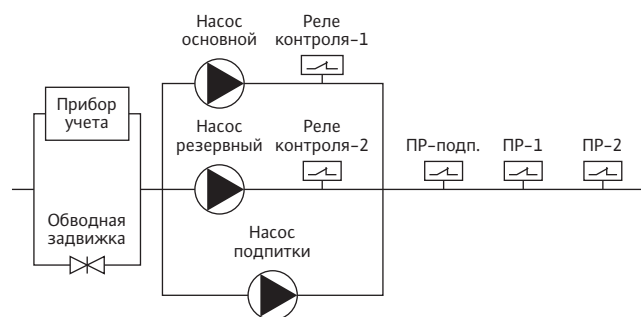 Насос
основной
Реле
контроля–1
Прибор
учета
Насос
резервный
Реле
контроля–2
ПР–подп.
ПР–1
ПР–2
Обводная
задвижка
Насос
подпитки